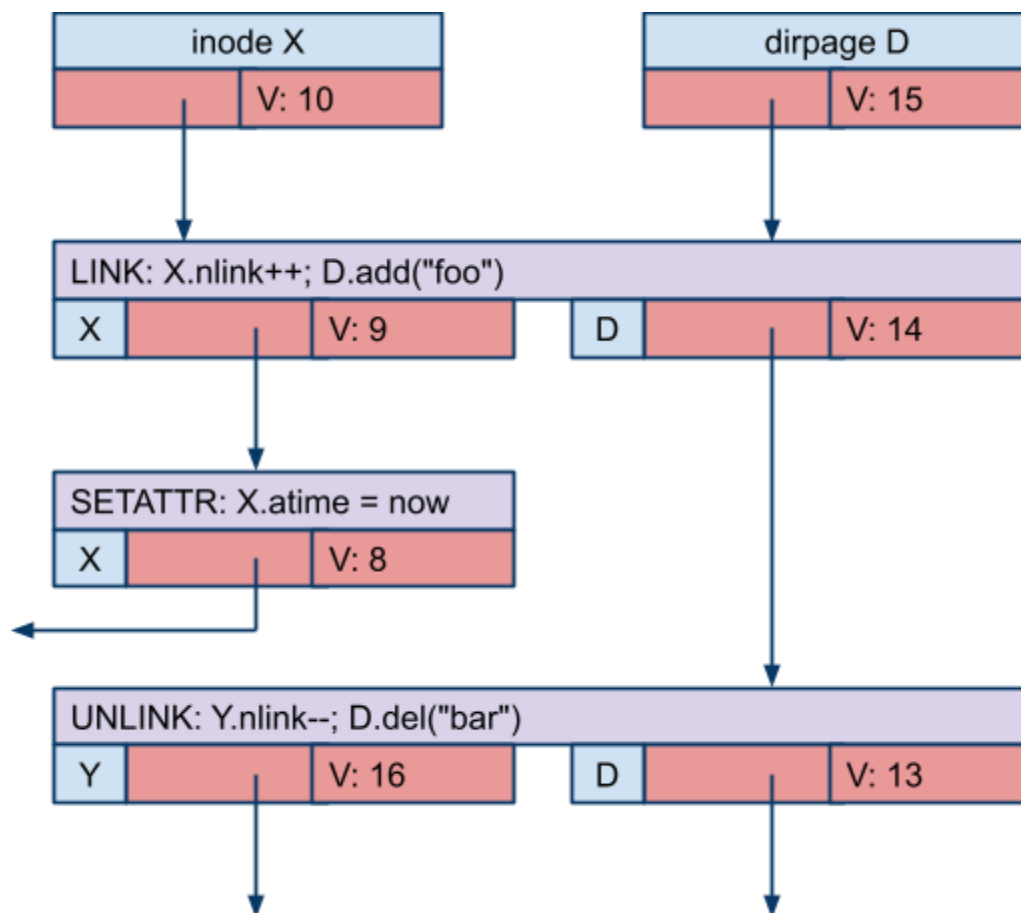 inode X
dirpage D
V: 10
V: 15
LINK: X.nlink++; D.add("foo")
X
V: 9
D
V: 14
SETATTR: X.atime = now
X
V: 8
UNLINK: Y.nlink--; D.del("bar")
Y
V: 16
D
V: 13